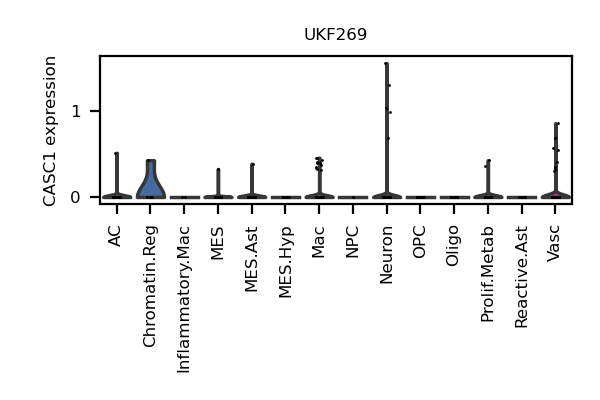 UKF269
CASC1 expression
1
0
AC
Chromatin.Reg
Inflammatory.Mac
MES
MES.Ast
MES.Hyp
Mac
NPC
Neuron
OPC
Oligo
Prolif.Metab
Reactive.Ast
Vasc